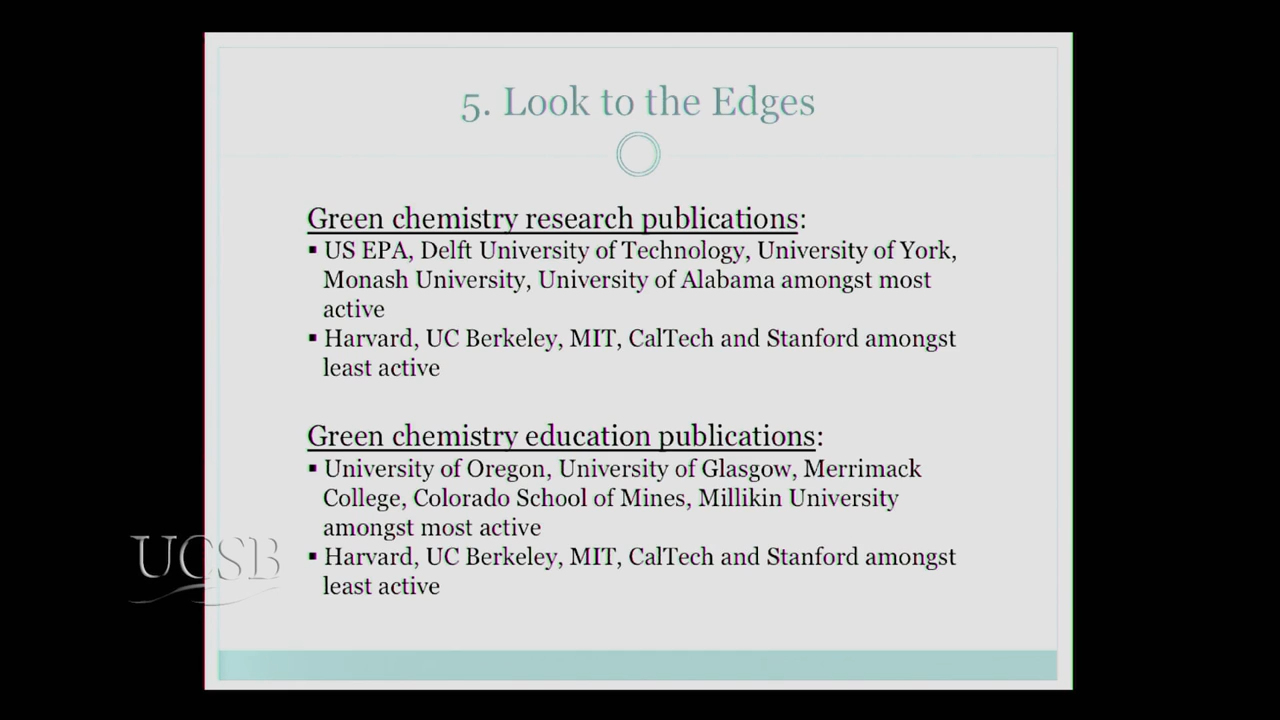 5. Look to the Edges
Green chemistry research publications:
▪ US EPA, Delft University of Technology, University of York,
Monash University, University of Alabama amongst most
active
▪ Harvard, UC Berkeley, MIT, CalTech and Stanford amongst
least active
Green chemistry education publications:
▪ University of Oregon, University of Glasgow, Merrimack
College, Colorado School of Mines, Millikin University
amongst most active
▪ Harvard, UC Berkeley, MIT, CalTech and Stanford amongst
least active
UCSB